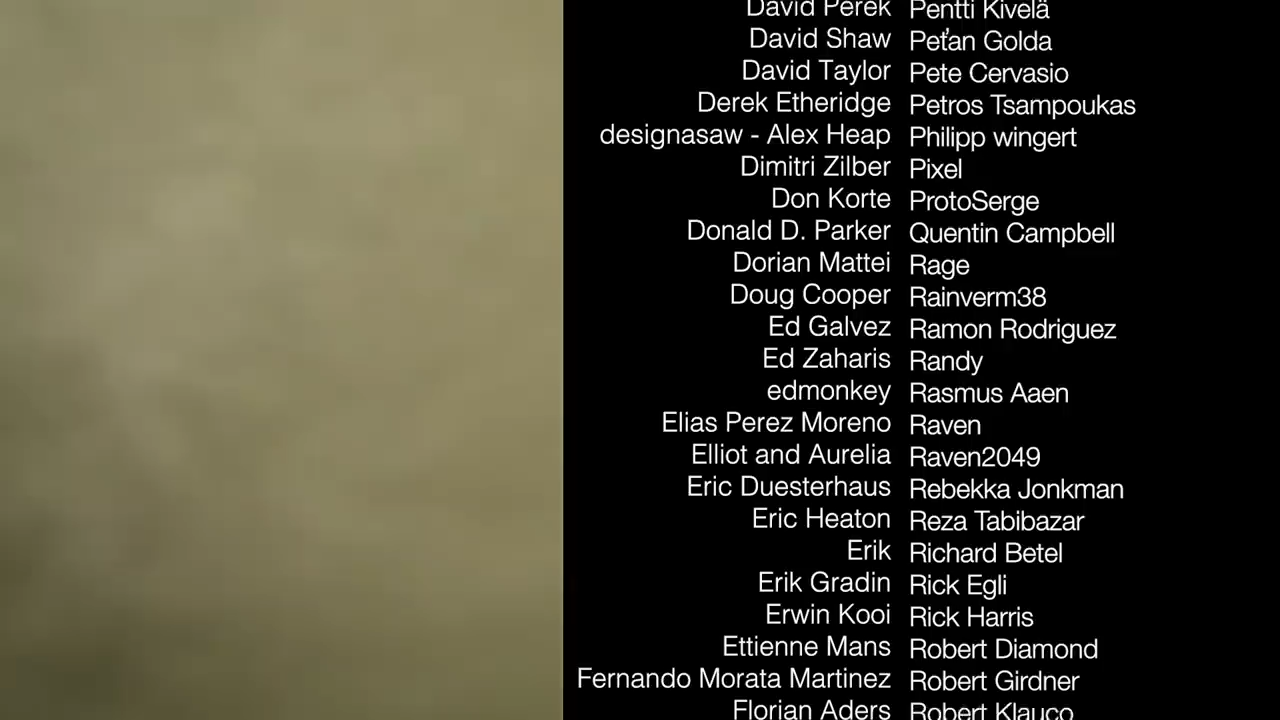 David Perek
David Shaw
David Taylor
Derek Etheridge
designasaw - Alex Heap
Dimitri Zilber
Don Korte
Donald D. Parker
Dorian Mattei
Doug Cooper
Ed Galvez
Ed Zaharis
edmonkey
Elias Perez Moreno
Elliot and Aurelia
Eric Duesterhaus
Eric Heaton
Erik
Erik Gradin
Erwin Kooi
Ettienne Mans
Fernando Morata Martinez
Florian Aders
Pentti Kivelä
Peťan Golda
Pete Cervasio
Petros Tsampoukas
Philipp wingert
Pixel
ProtoSerge
Quentin Campbell
Rage
Rainverm38
Ramon Rodriguez
Randy
Rasmus Aaen
Raven
Raven2049
Rebekka Jonkman
Reza Tabibazar
Richard Betel
Rick Egli
Rick Harris
Robert Diamond
Robert Girdner
Robert Klauco